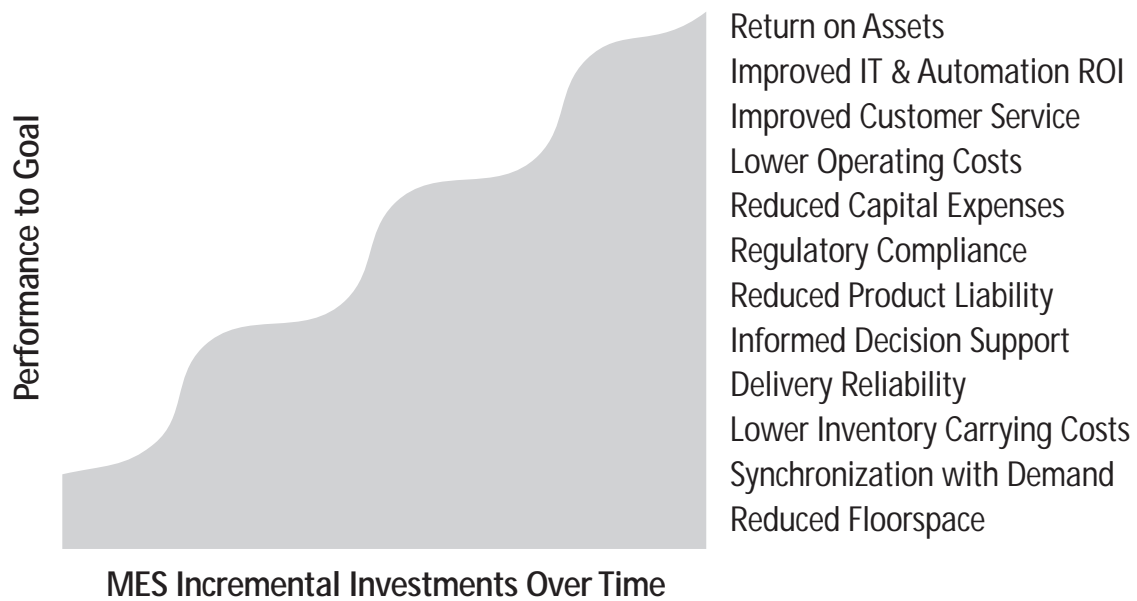 Performance to Goal
Return on Assets
Improved IT & Automation ROI
Improved Customer Service
Lower Operating Costs
Reduced Capital Expenses
Regulatory Compliance
Reduced Product Liability
Informed Decision Support
Delivery Reliability
Lower Inventory Carrying Costs
Synchronization with Demand
Reduced Floorspace
MES Incremental Investments Over Time